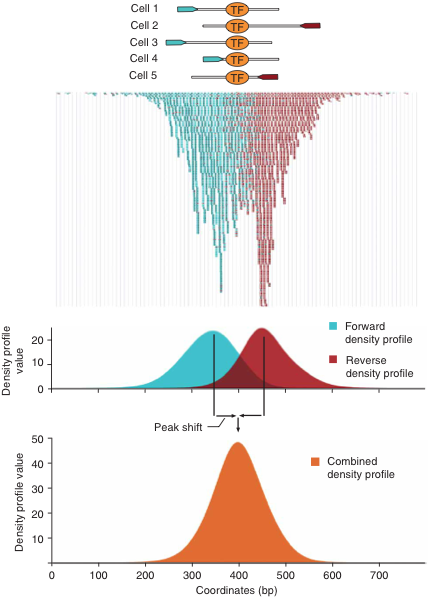 Cell 1 TF
Cell 2 TF
Cell 3 TF
Cell 4 TF
Cell 5 TF
Density profile
value
20
10
0
Forward
density profile
Reverse
density profile
Peak shift
Density profile value
50
40
30
20
10
Combined
density profile
0 100 200 300 400 500 600 700
Coordinates (bp)